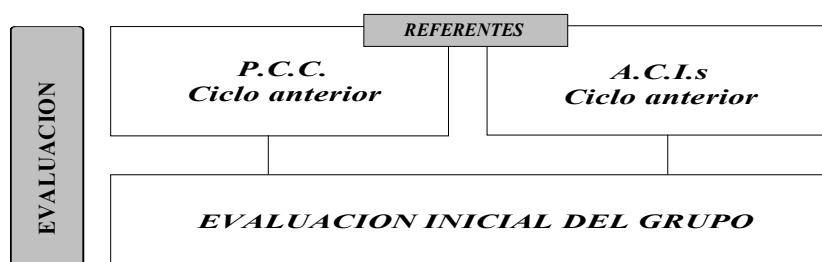 REFERENTES
P.C.C.
Ciclo anterior
A.C.I.s
Ciclo anterior
EVALUACION
EVALUACION INICIAL DEL GRUPO